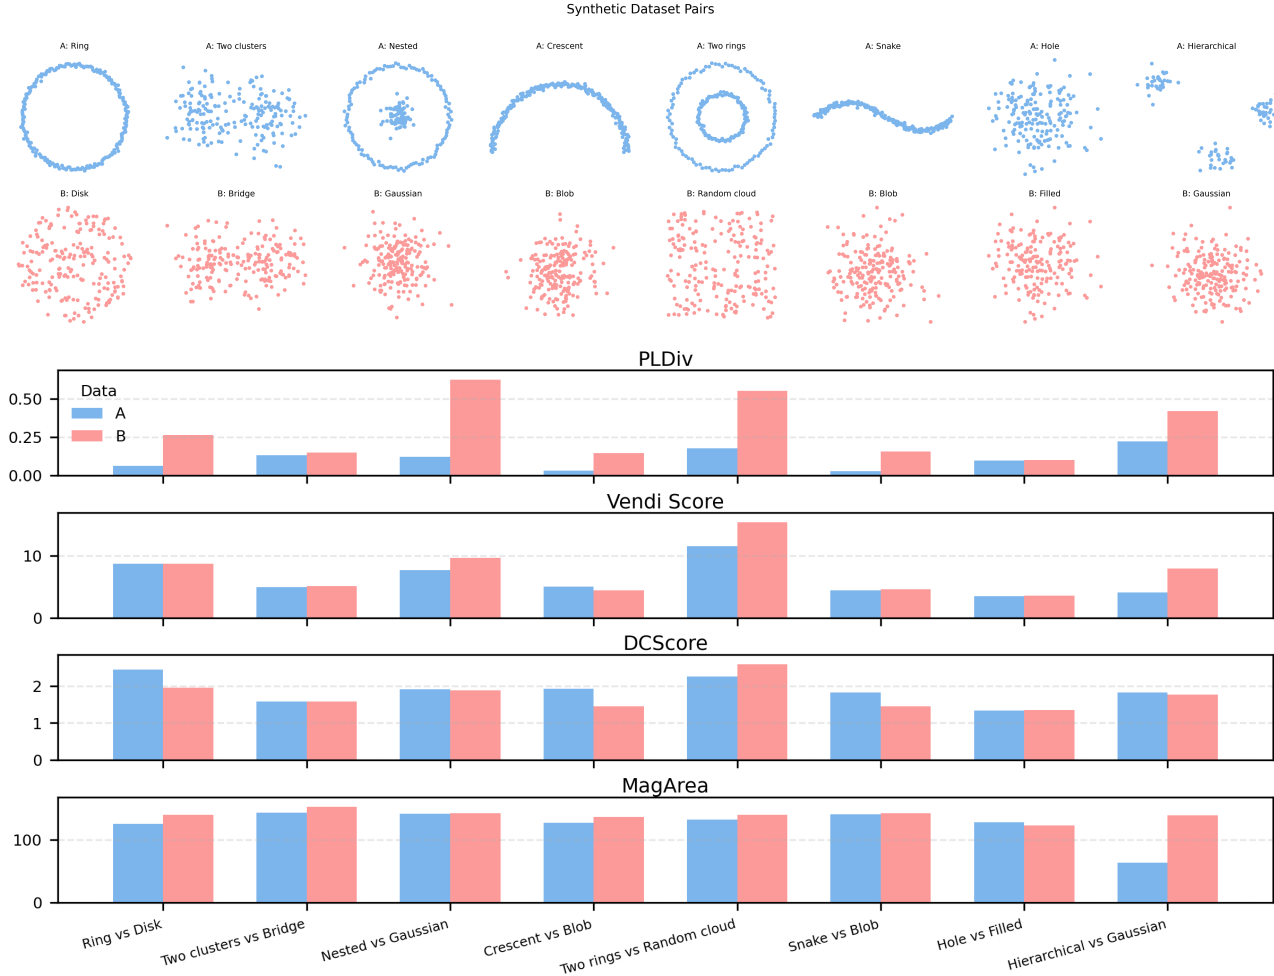 Synthetic Dataset Pairs
A: Ring
A: Two clusters
A: Nested
A: Crescent
A: Two rings
A: Snake
A: Hole
A: Hierarchical
B: Disk
B: Bridge
B: Gaussian
B: Blob
B: Random cloud
B: Blob
B: Filled
B: Gaussian
PLDiv
Data
A
B
0.50
0.25
0.00
Vendi Score
10
0
DCScore
2
1
0
MagArea
100
0
Ring vs Disk
Two clusters vs Bridge
Nested vs Gaussian
Crescent vs Blob
Two rings vs Random cloud
Snake vs Blob
Hole vs Filled
Hierarchical vs Gaussian